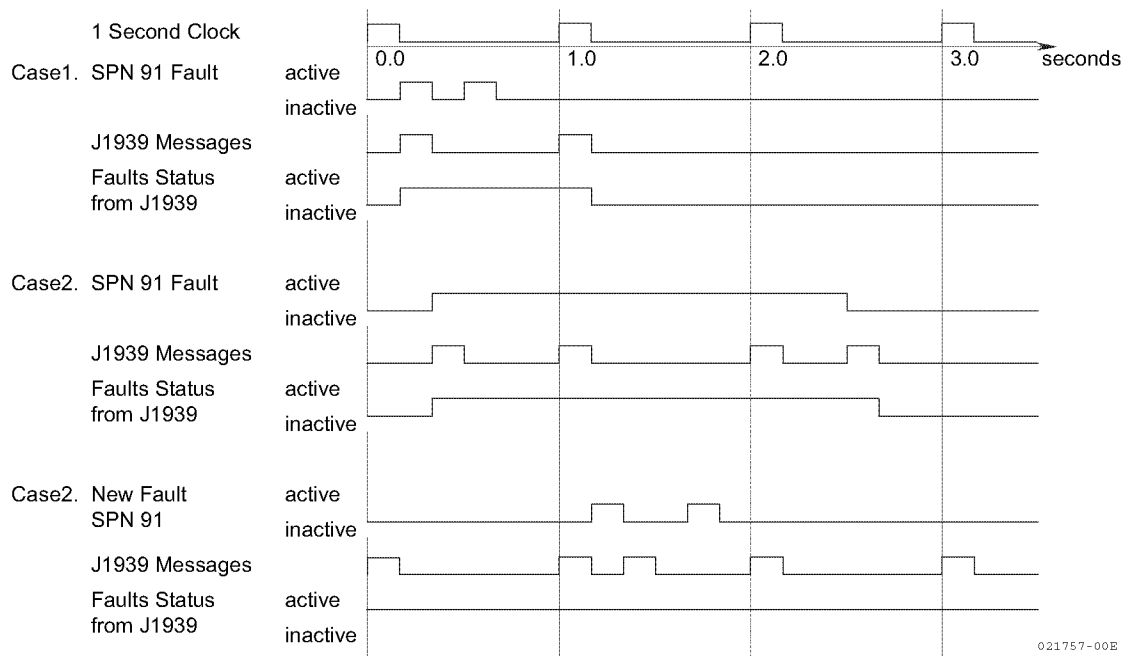 1 Second Clock
0.0 1.0 2.0 3.0 seconds
Case1. SPN 91 Fault active
inactive
J1939 Messages
Faults Status active
from J1939 inactive
Case2. SPN 91 Fault active
inactive
J1939 Messages
Faults Status active
from J1939 inactive
Case2. New Fault active
SPN 91 inactive
J1939 Messages
Faults Status active
from J1939 inactive
021757-00E